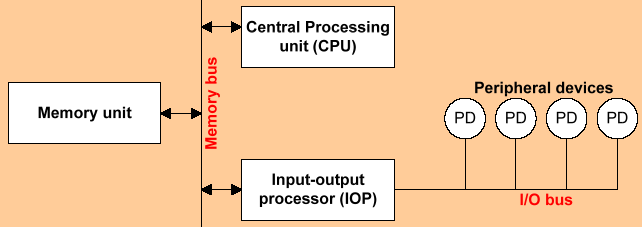 Central Processing
unit (CPU)
Memory bus
Memory unit
Peripheral devices
PD
PD
PD
PD
Input-output
processor (IOP)
I/O bus